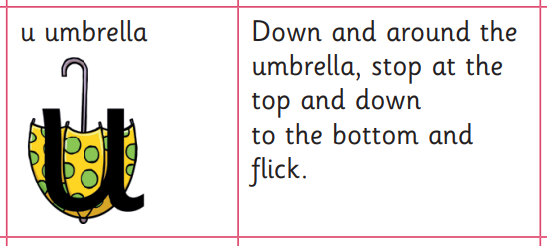 u umbrella
u
Down and around the
umbrella, stop at the
top and down
to the bottom and
flick.